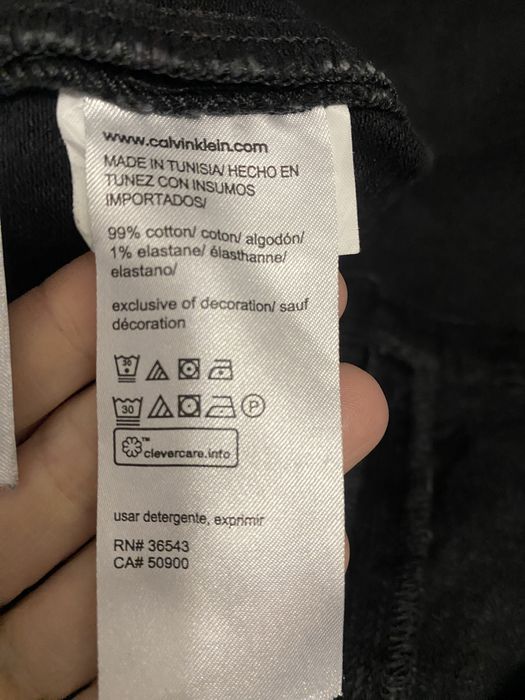 www.calvinklein.com
MADE IN TUNISIA/ HECHO EN
TUNEZ CON INSUMOS
IMPORTADOS/
99% cotton/ coton/ algodón/
1% elastane/ élasthanne/
elastano/
exclusive of decoration/ sauf
décoration
30
30 P
clevercare.info™
usar detergente, exprimir
RN# 36543
CA# 50900